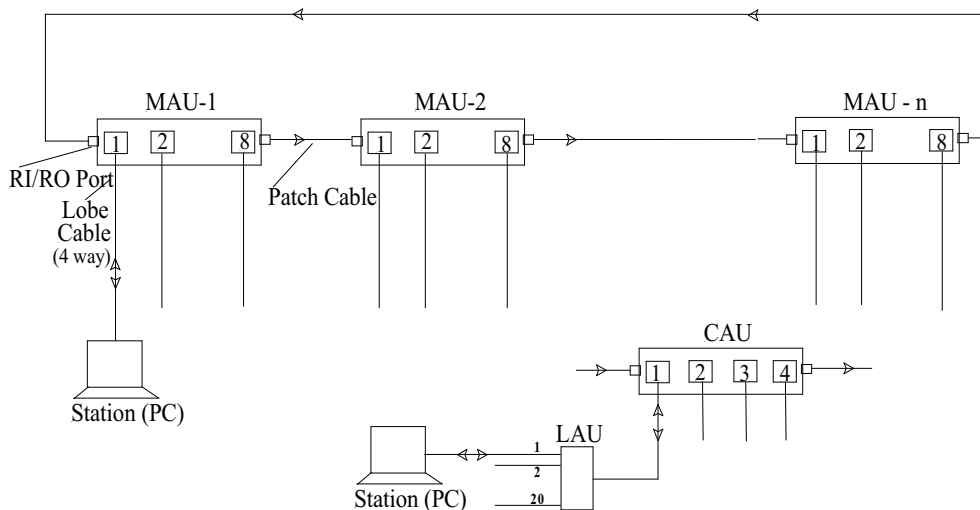 MAU-1
MAU-2
MAU - n
1 2 8
1 2 8
1 2 8
RI/RO Port
Lobe
Cable
(4 way)
Patch Cable
Station (PC)
CAU
1 2 3 4
LAU
1
2
20
Station (PC)